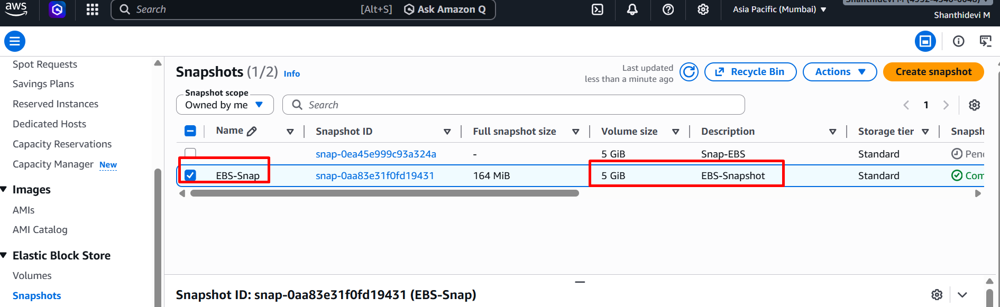 aws
Search [Alt+S] Ask Amazon Q
Asia Pacific (Mumbai)
Shanthidevi M
Spot Requests
Savings Plans
Reserved Instances
Dedicated Hosts
Capacity Reservations
Capacity Manager New
Images
AMIs
AMI Catalog
Elastic Block Store
Volumes
Snapshots
Snapshots (1/2) Info
Last updated
less than a minute ago
Recycle Bin
Actions
Create snapshot
Snapshot scope
Owned by me
Search
1
Name Snapshot ID Full snapshot size Volume size Description Storage tier Snapsh
snap-0ea45e999c93a324a - 5 GiB Snap-EBS Standard Pend
EBS-Snap snap-0aa83e31f0fd19431 164 MiB 5 GiB EBS-Snapshot Standard Com
Snapshot ID: snap-0aa83e31f0fd19431 (EBS-Snap)